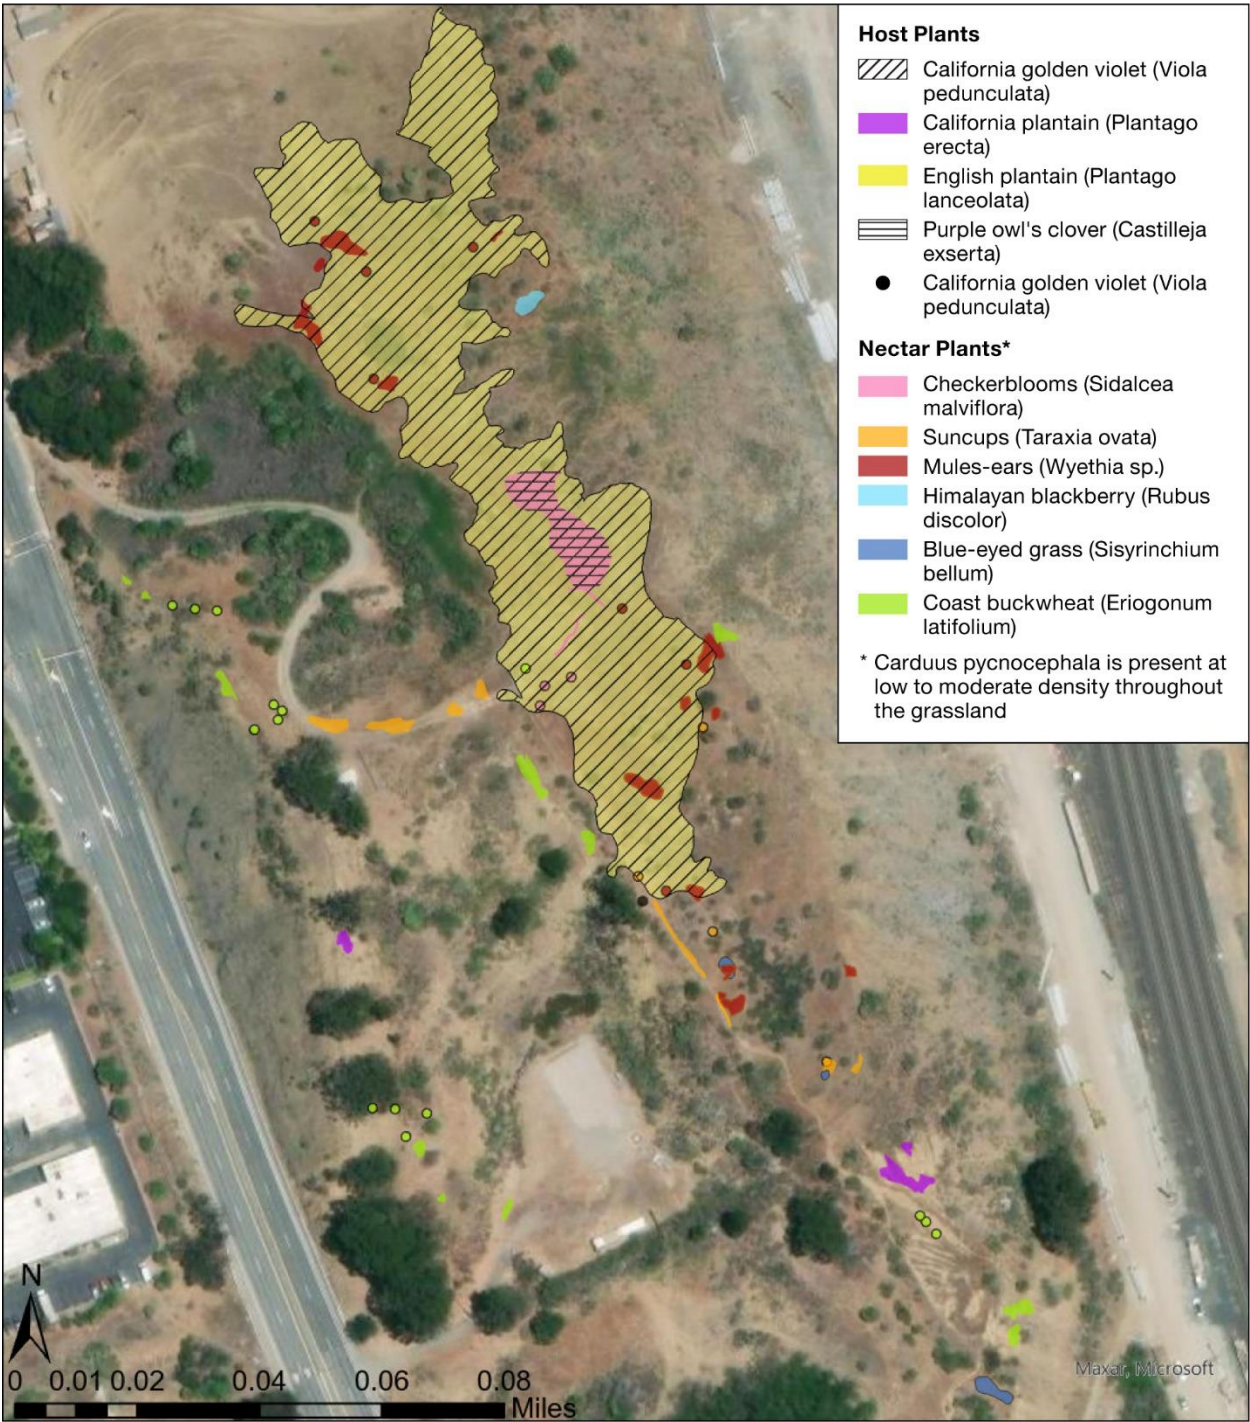 Host Plants
California golden violet (Viola
pedunculata)
California plantain (Plantago
erecta)
English plantain (Plantago
lanceolata)
Purple owl's clover (Castilleja
exserta)
California golden violet (Viola
pedunculata)
Nectar Plants*
Checkerblooms (Sidalcea
malviflora)
Suncups (Taraxia ovata)
Mules-ears (Wyethia sp.)
Himalayan blackberry (Rubus
discolor)
Blue-eyed grass (Sisyrinchium
bellum)
Coast buckwheat (Eriogonum
latifolium)
* Carduus pycnocephala is present at
low to moderate density throughout
the grassland
N
0 0.01 0.02 0.04 0.06 0.08
Miles
Maxar, Microsoft